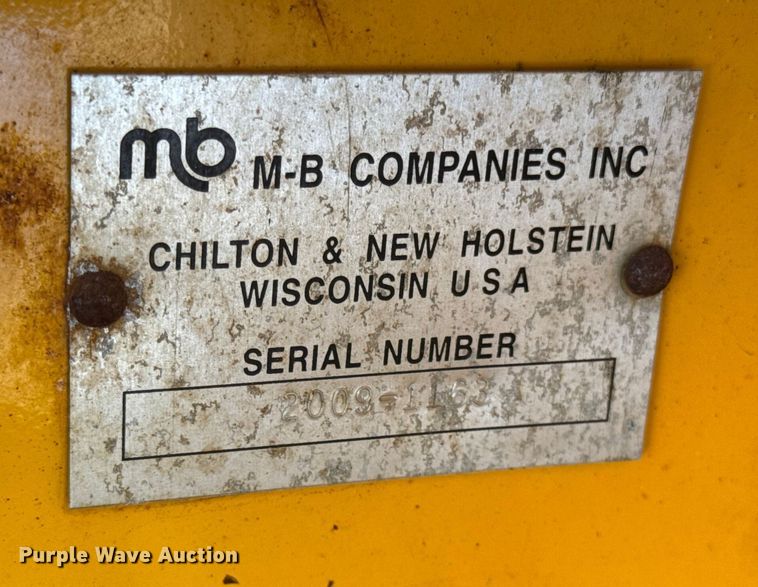 mb M-B COMPANIES INC
CHILTON & NEW HOLSTEIN
WISCONSIN U S A
SERIAL NUMBER
2009-1163
Purple Wave Auction